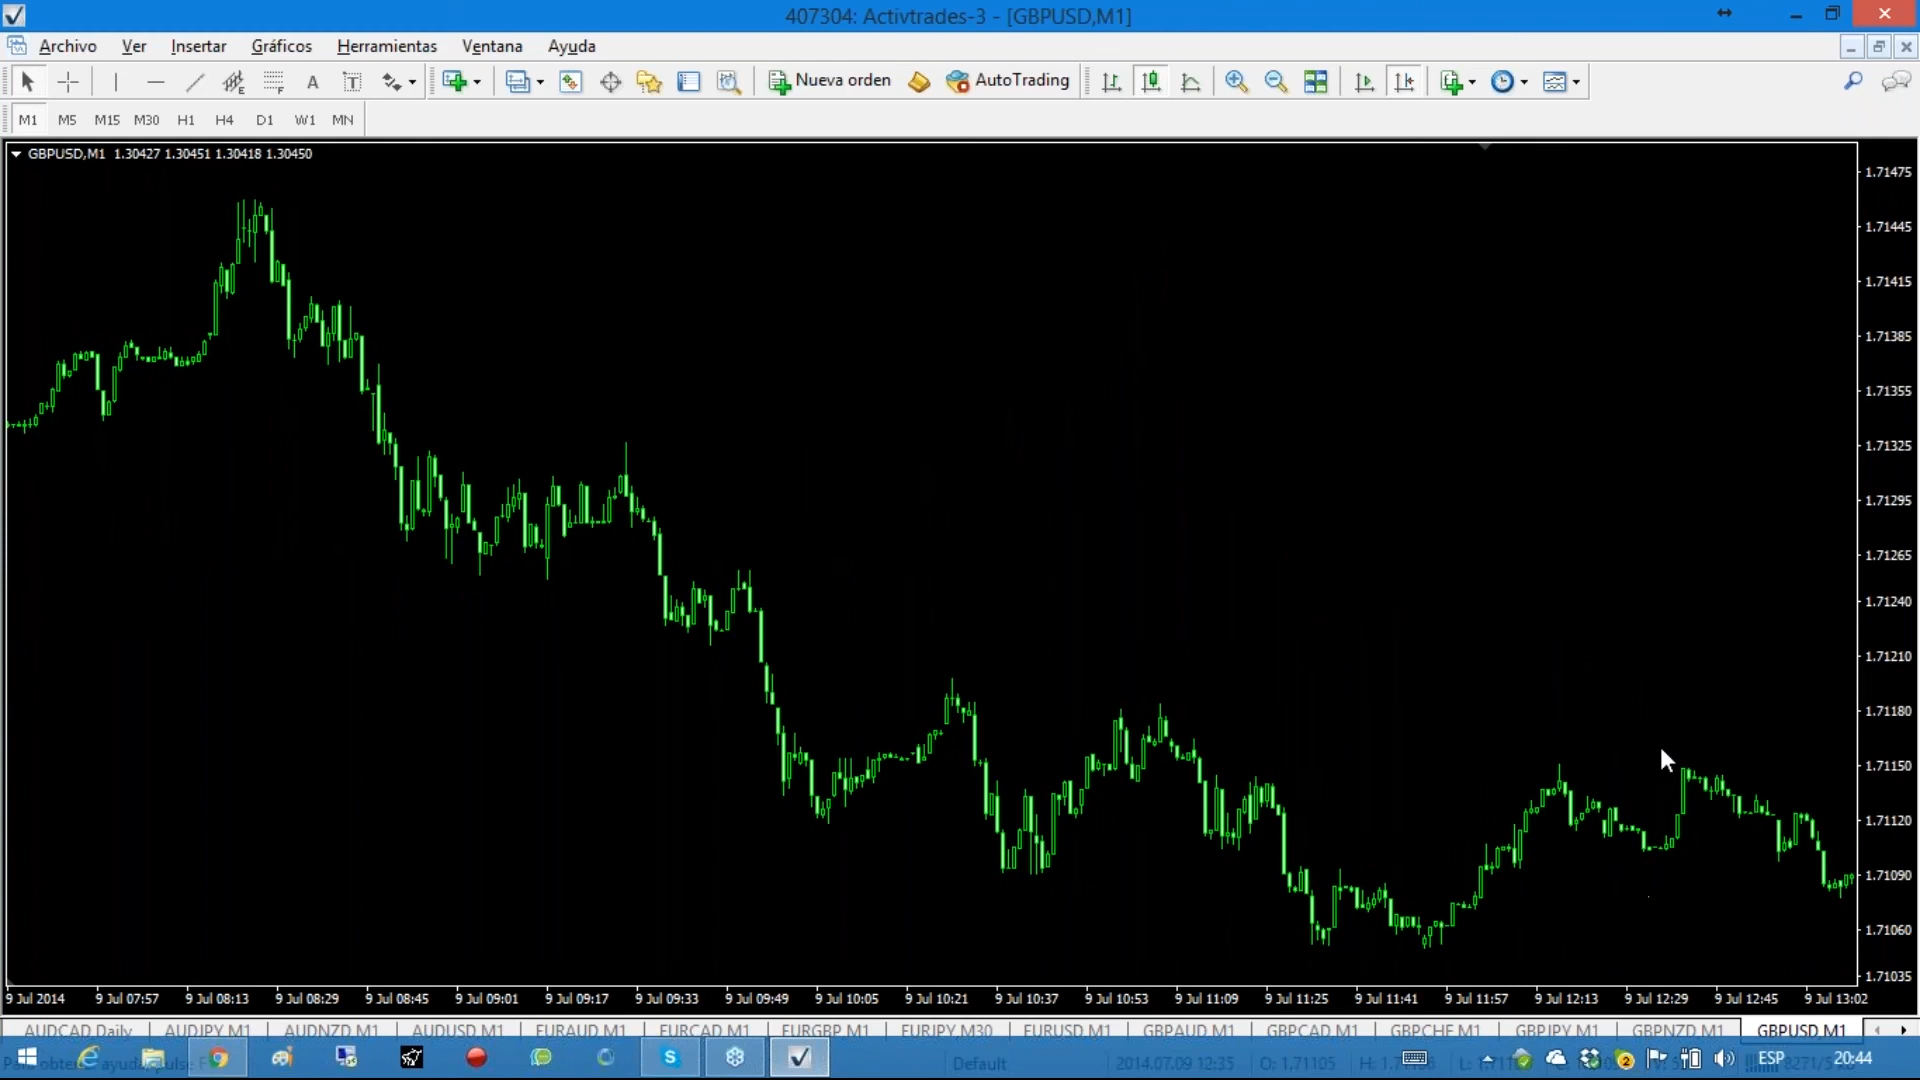 407304: Activtrades-3 - [GBPUSD,M1]
Archivo Ver Insertar Gráficos Herramientas Ventana Ayuda
A T Nueva orden AutoTrading
M1 M5 M15 M30 H1 H4 D1 W1 MN
GBPUSD,M1 1.30427 1.30451 1.30418 1.30450
1.71475
1.71445
1.71415
1.71385
1.71355
1.71325
1.71295
1.71265
1.71240
1.71210
1.71180
1.71150
1.71120
1.71090
1.71060
1.71035
9 Jul 2014 9 Jul 07:57 9 Jul 08:13 9 Jul 08:29 9 Jul 08:45 9 Jul 09:01 9 Jul 09:17 9 Jul 09:33 9 Jul 09:49 9 Jul 10:05 9 Jul 10:21 9 Jul 10:37 9 Jul 10:53 9 Jul 11:09 9 Jul 11:25 9 Jul 11:41 9 Jul 11:57 9 Jul 12:13 9 Jul 12:29 9 Jul 12:45 9 Jul 13:02
AUDCAD,Daily AUDJPY,M1 AUDNZD,M1 AUDUSD,M1 EURAUD,M1 EURCAD,M1 EURGBP,M1 EURJPY,M30 EURUSD,M1 GBPAUD,M1 GBPCAD,M1 GBPCHF,M1 GBPJPY,M1 GBPNZD,M1 GBPUSD,M1
ayuda, pulse Default 2014.07.09 12:35 O: 1.71105 ESP 20:44